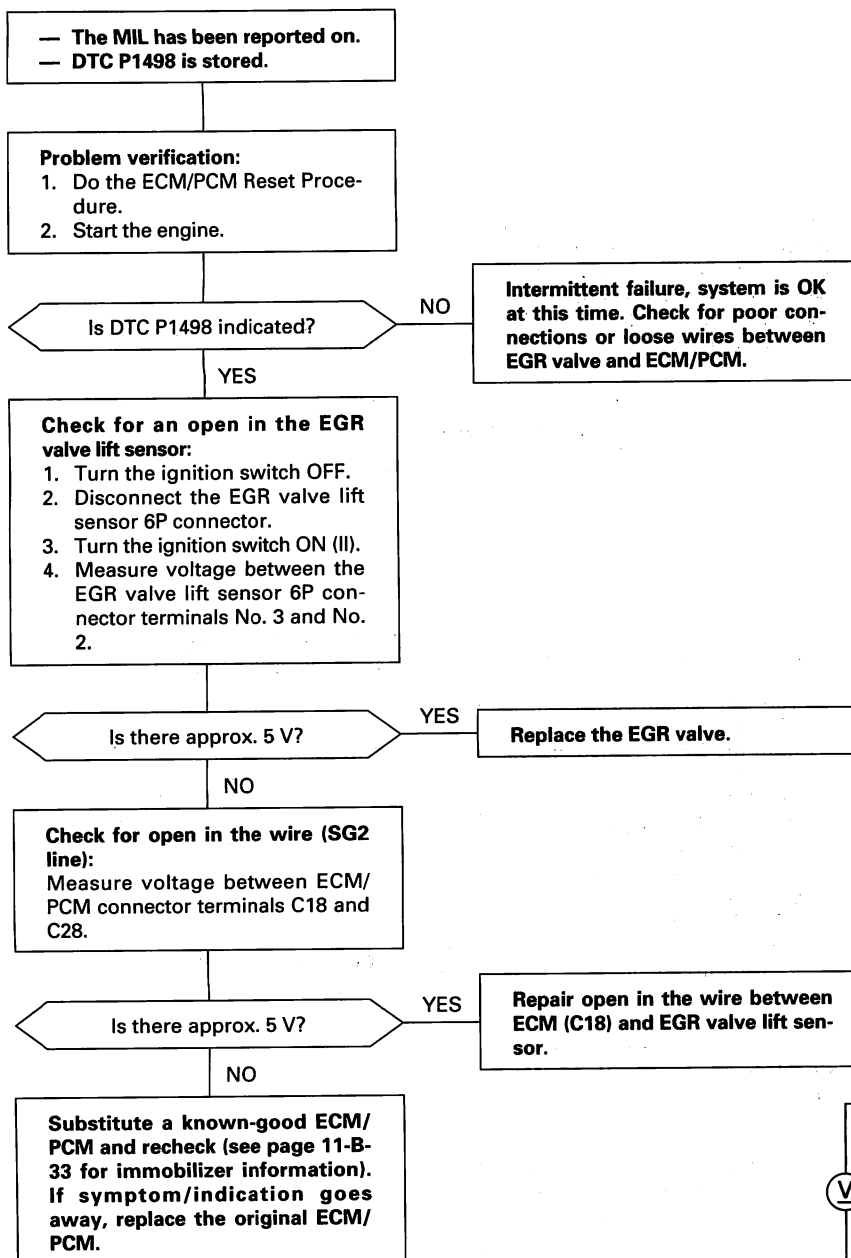 — The MIL has been reported on.
— DTC P1498 is stored.
Problem verification:
1. Do the ECM/PCM Reset Proce-
dure.
2. Start the engine.
Is DTC P1498 indicated?
NO
Intermittent failure, system is OK
at this time. Check for poor con-
nections or loose wires between
EGR valve and ECM/PCM.
YES
Check for an open in the EGR
valve lift sensor:
1. Turn the ignition switch OFF.
2. Disconnect the EGR valve lift
sensor 6P connector.
3. Turn the ignition switch ON (II).
4. Measure voltage between the
EGR valve lift sensor 6P con-
nector terminals No. 3 and No.
2.
Is there approx. 5 V?
YES
Replace the EGR valve.
NO
Check for open in the wire (SG2
line):
Measure voltage between ECM/
PCM connector terminals C18 and
C28.
Is there approx. 5 V?
YES
Repair open in the wire between
ECM (C18) and EGR valve lift sen-
sor.
NO
Substitute a known-good ECM/
PCM and recheck (see page 11-B-
33 for immobilizer information).
If symptom/indication goes
away, replace the original ECM/
PCM.
V